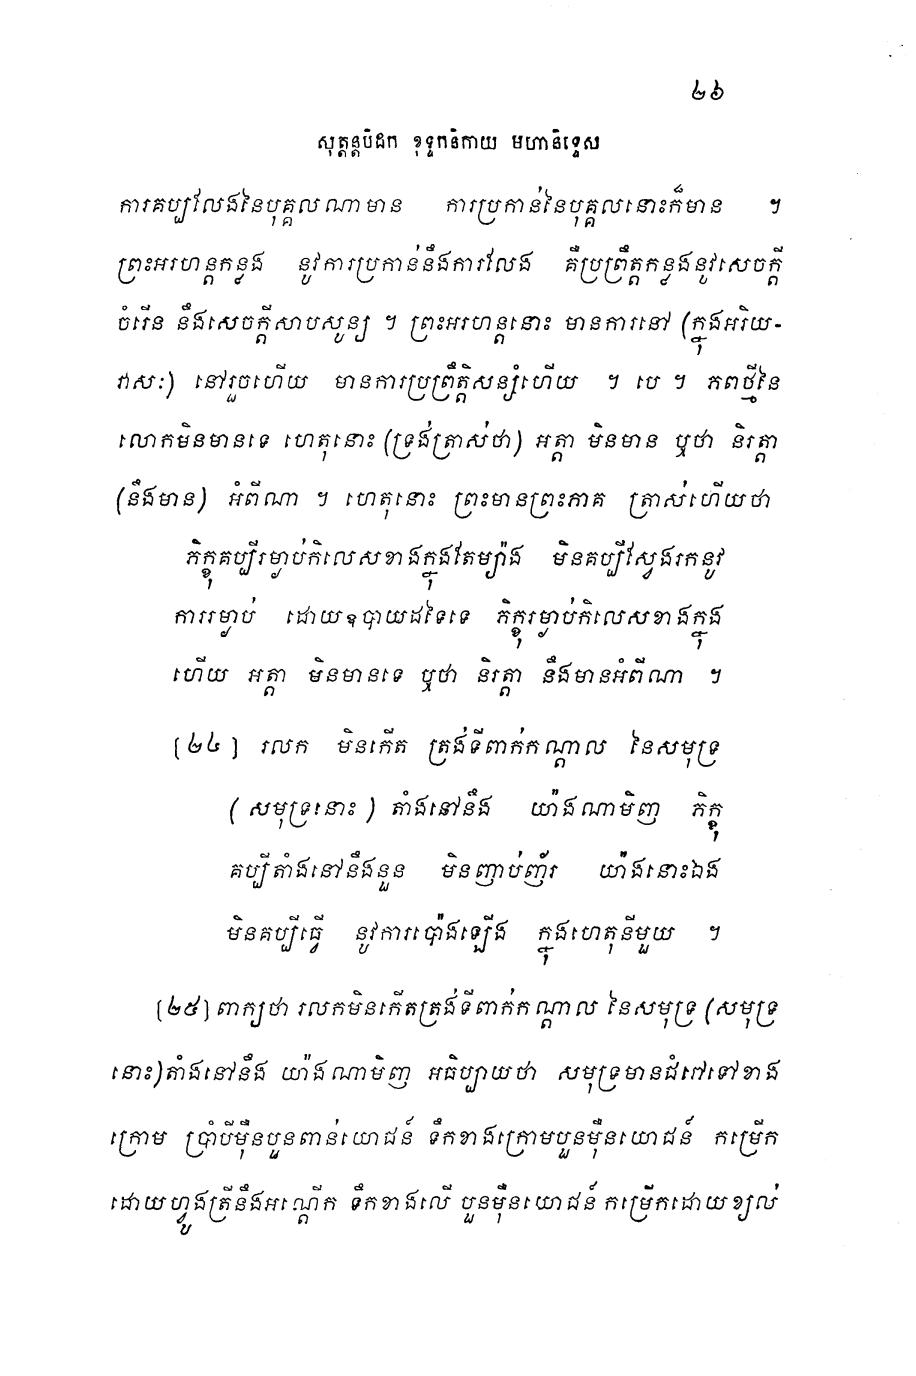 ២៦
សុត្តន្តបិដក ខុទ្ទកនិកាយ មហានិទ្ទេស
ការគប្បីលែងនៃបុគ្គលណាមាន ការប្រកាន់នៃបុគ្គលនោះក៏មាន ។
ព្រះអរហន្តកន្លង នូវការប្រកាន់នឹងការលែង គឺប្រព្រឹត្តកន្លងនូវសេចក្តី
ចំរើន នឹងសេចក្តីសាបសូន្យ ។ ព្រះអរហន្តនោះ មានការនៅ (ក្នុងអរិយ-
វាសៈ) នៅរួចហើយ មានការប្រព្រឹត្តិសន្សំហើយ ។ បេ ។ ភពថ្មីនៃ
លោកមិនមានទេ ហេតុនោះ (ទ្រង់ត្រាស់ថា) អត្តា មិនមាន ឬថា និរត្តា
(នឹងមាន) អំពីណា ។ ហេតុនោះ ព្រះមានព្រះភាគ ត្រាស់ហើយថា
ភិក្ខុគប្បីរម្ងាប់កិលេសខាងក្នុងតែម្យ៉ាង មិនគប្បីស្វែងរកនូវ
ការរម្ងាប់ ដោយឧបាយដទៃទេ ភិក្ខុរម្ងាប់កិលេសខាងក្នុង
ហើយ អត្តា មិនមានទេ ឬថា និរត្តា នឹងមានអំពីណា ។
[២៤] រលក មិនកើត ត្រង់ទីពាក់កណ្តាល នៃសមុទ្រ
(សមុទ្រនោះ) តាំងនៅនឹង យ៉ាងណាមិញ ភិក្ខុ
គប្បីតាំងនៅនឹងនួន មិនញាប់ញ័រ យ៉ាងនោះឯង
មិនគប្បីធ្វើ នូវការប៉ោងឡើង ក្នុងហេតុនីមួយ ។
[២៥] ពាក្យថា រលកមិនកើតត្រង់ទីពាក់កណ្តាល នៃសមុទ្រ (សមុទ្រ
នោះ) តាំងនៅនឹង យ៉ាងណាមិញ អធិប្បាយថា សមុទ្រមានជំរៅទៅខាង
ក្រោម ប្រាំបីម៉ឺនបួនពាន់យោជន៍ ទឹកខាងក្រោមបួនម៉ឺនយោជន៍ កម្រើក
ដោយហ្វូងត្រីនឹងអណ្តើក ទឹកខាងលើ បួនម៉ឺនយោជន៍ កម្រើកដោយខ្យល់